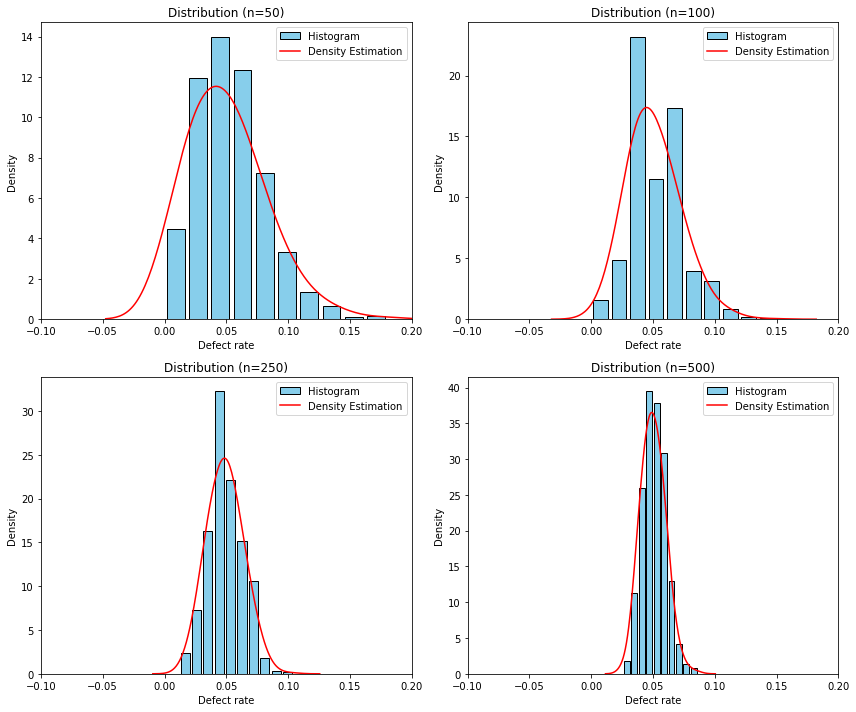 Distribution (n=50)
Histogram
Density Estimation
Density
14
12
10
8
6
4
2
0
−0.10 −0.05 0.00 0.05 0.10 0.15 0.20
Defect rate
Distribution (n=100)
Histogram
Density Estimation
Density
20
15
10
5
0
−0.10 −0.05 0.00 0.05 0.10 0.15 0.20
Defect rate
Distribution (n=250)
Histogram
Density Estimation
Density
30
25
20
15
10
5
0
−0.10 −0.05 0.00 0.05 0.10 0.15 0.20
Defect rate
Distribution (n=500)
Histogram
Density Estimation
Density
40
35
30
25
20
15
10
5
0
−0.10 −0.05 0.00 0.05 0.10 0.15 0.20
Defect rate